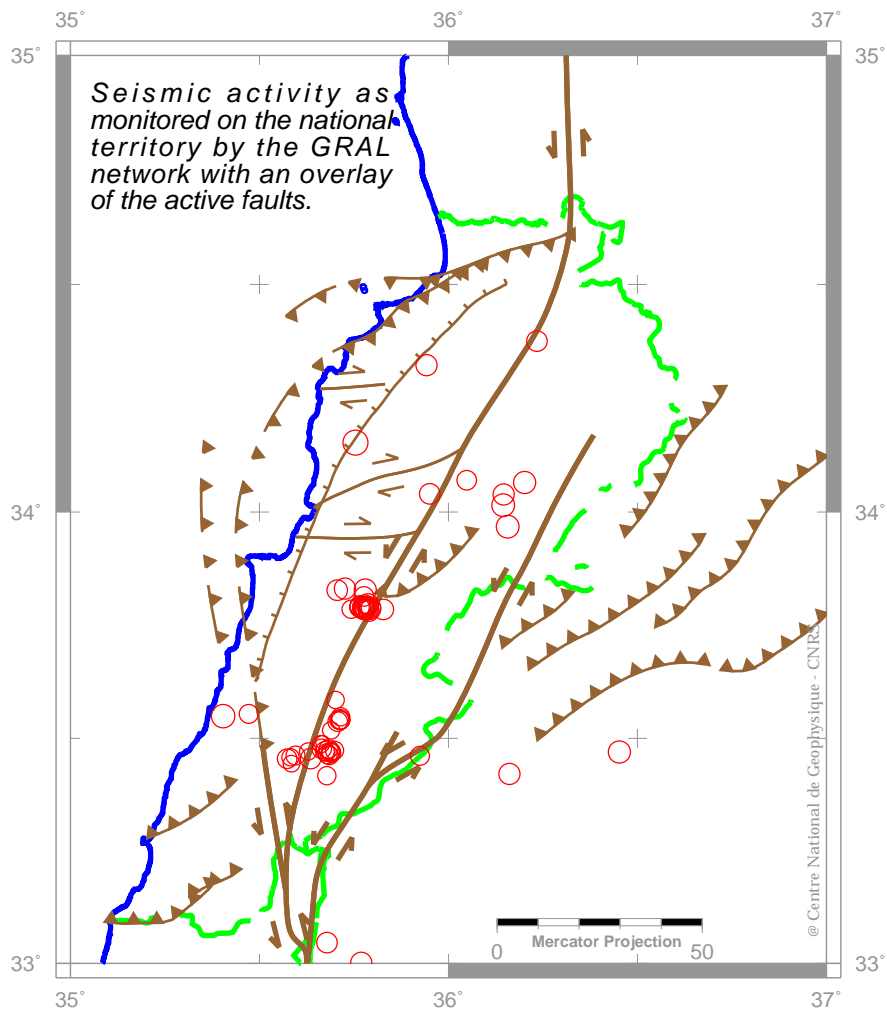 35° 36° 37°
35° 35°
Seismic activity as
monitored on the national
territory by the GRAL
network with an overlay
of the active faults.
34° 34°
@ Centre National de Geophysique - CNRS
Mercator Projection
0 50
33° 33°
35° 36° 37°